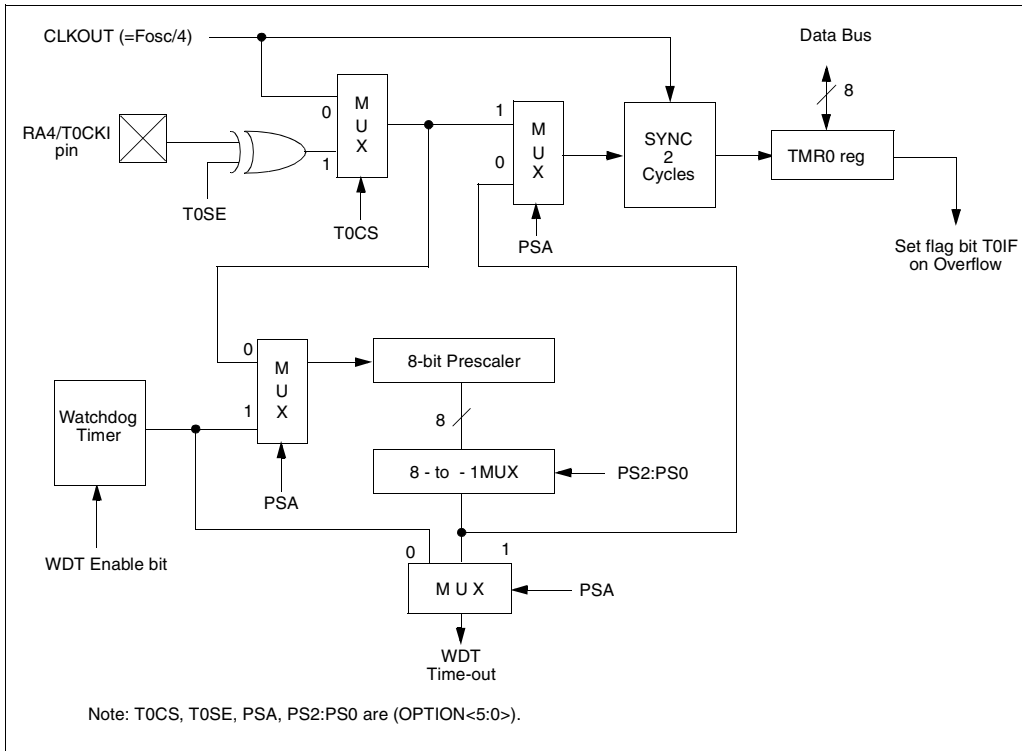 CLKOUT (=Fosc/4)
Data Bus
8
RA4/T0CKI
pin
T0SE
0
1
M
U
X
T0CS
1
0
M
U
X
PSA
SYNC
2
Cycles
TMR0 reg
Set flag bit T0IF
on Overflow
0
1
M
U
X
PSA
8-bit Prescaler
8
8 - to - 1MUX
PS2:PS0
Watchdog
Timer
WDT Enable bit
0
1
M U X
PSA
WDT
Time-out
Note: T0CS, T0SE, PSA, PS2:PS0 are (OPTION<5:0>).